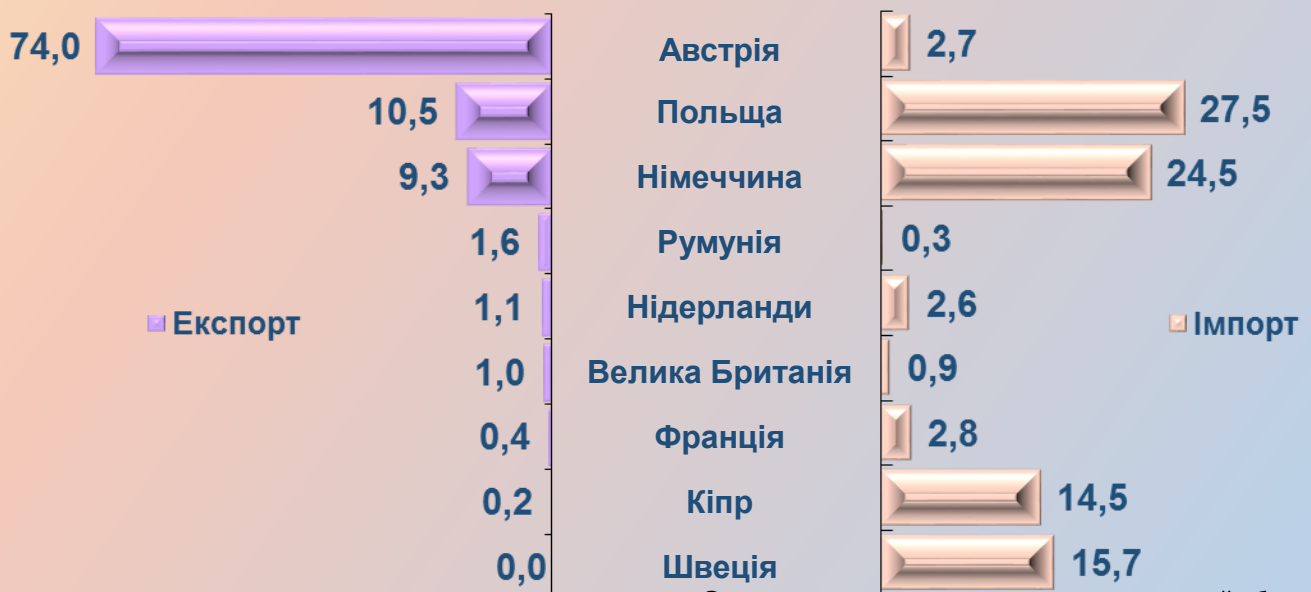 74,0 Австрія 2,7
10,5 Польща 27,5
9,3 Німеччина 24,5
1,6 Румунія 0,3
1,1 Нідерланди 2,6
Експорт Імпорт
1,0 Велика Британія 0,9
0,4 Франція 2,8
0,2 Кіпр 14,5
0,0 Швеція 15,7